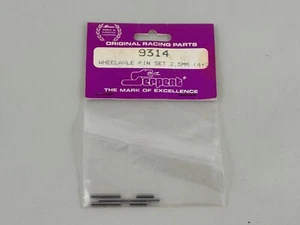 ORIGINAL RACING PARTS
9314
WHEELAXLE PIN SET 2.5MM (4+
Serpent
THE MARK OF EXCELLENCE